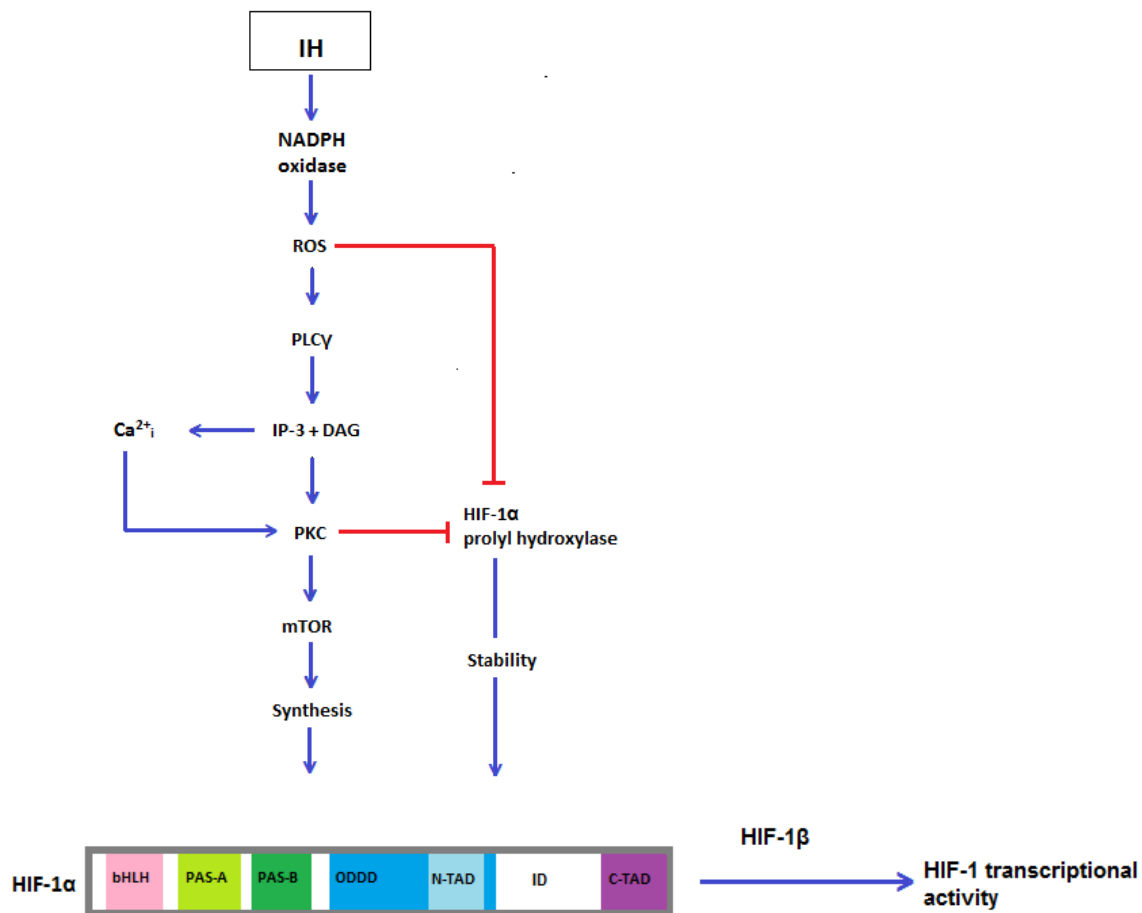 IH
NADPH
oxidase
ROS
PLCγ
Ca²⁺ᵢ
IP-3 + DAG
PKC
HIF-1α
prolyl hydroxylase
mTOR
Stability
Synthesis
HIF-1α
bHLH
PAS-A
PAS-B
ODDD
N-TAD
ID
C-TAD
HIF-1β
HIF-1 transcriptional
activity